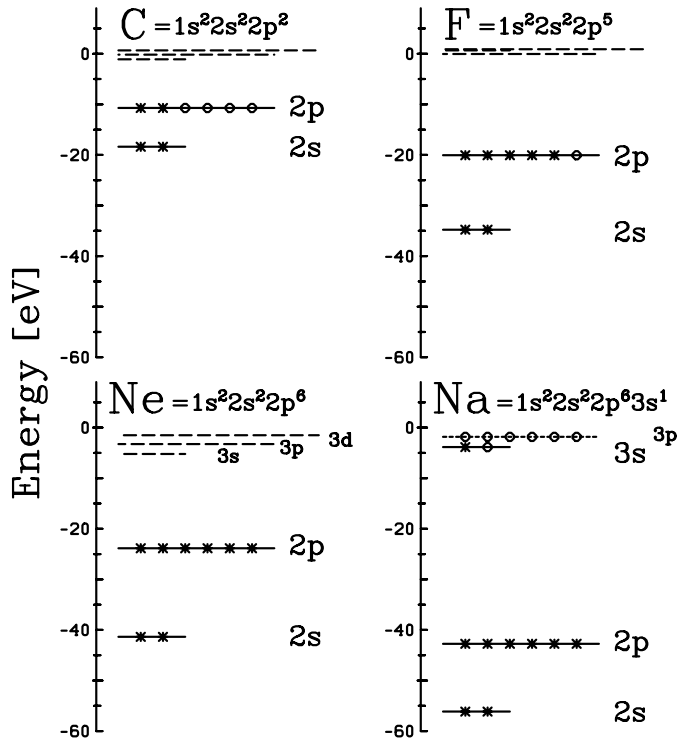 C = 1s²2s²2p²
0
-20
-40
-60
2p
2s
F = 1s²2s²2p⁵
0
-20
-40
-60
2p
2s
Energy [eV]
Ne = 1s²2s²2p⁶
0
-20
-40
-60
3d
3p
3s
2p
2s
Na = 1s²2s²2p⁶3s¹
0
-20
-40
-60
3p
3s
2p
2s